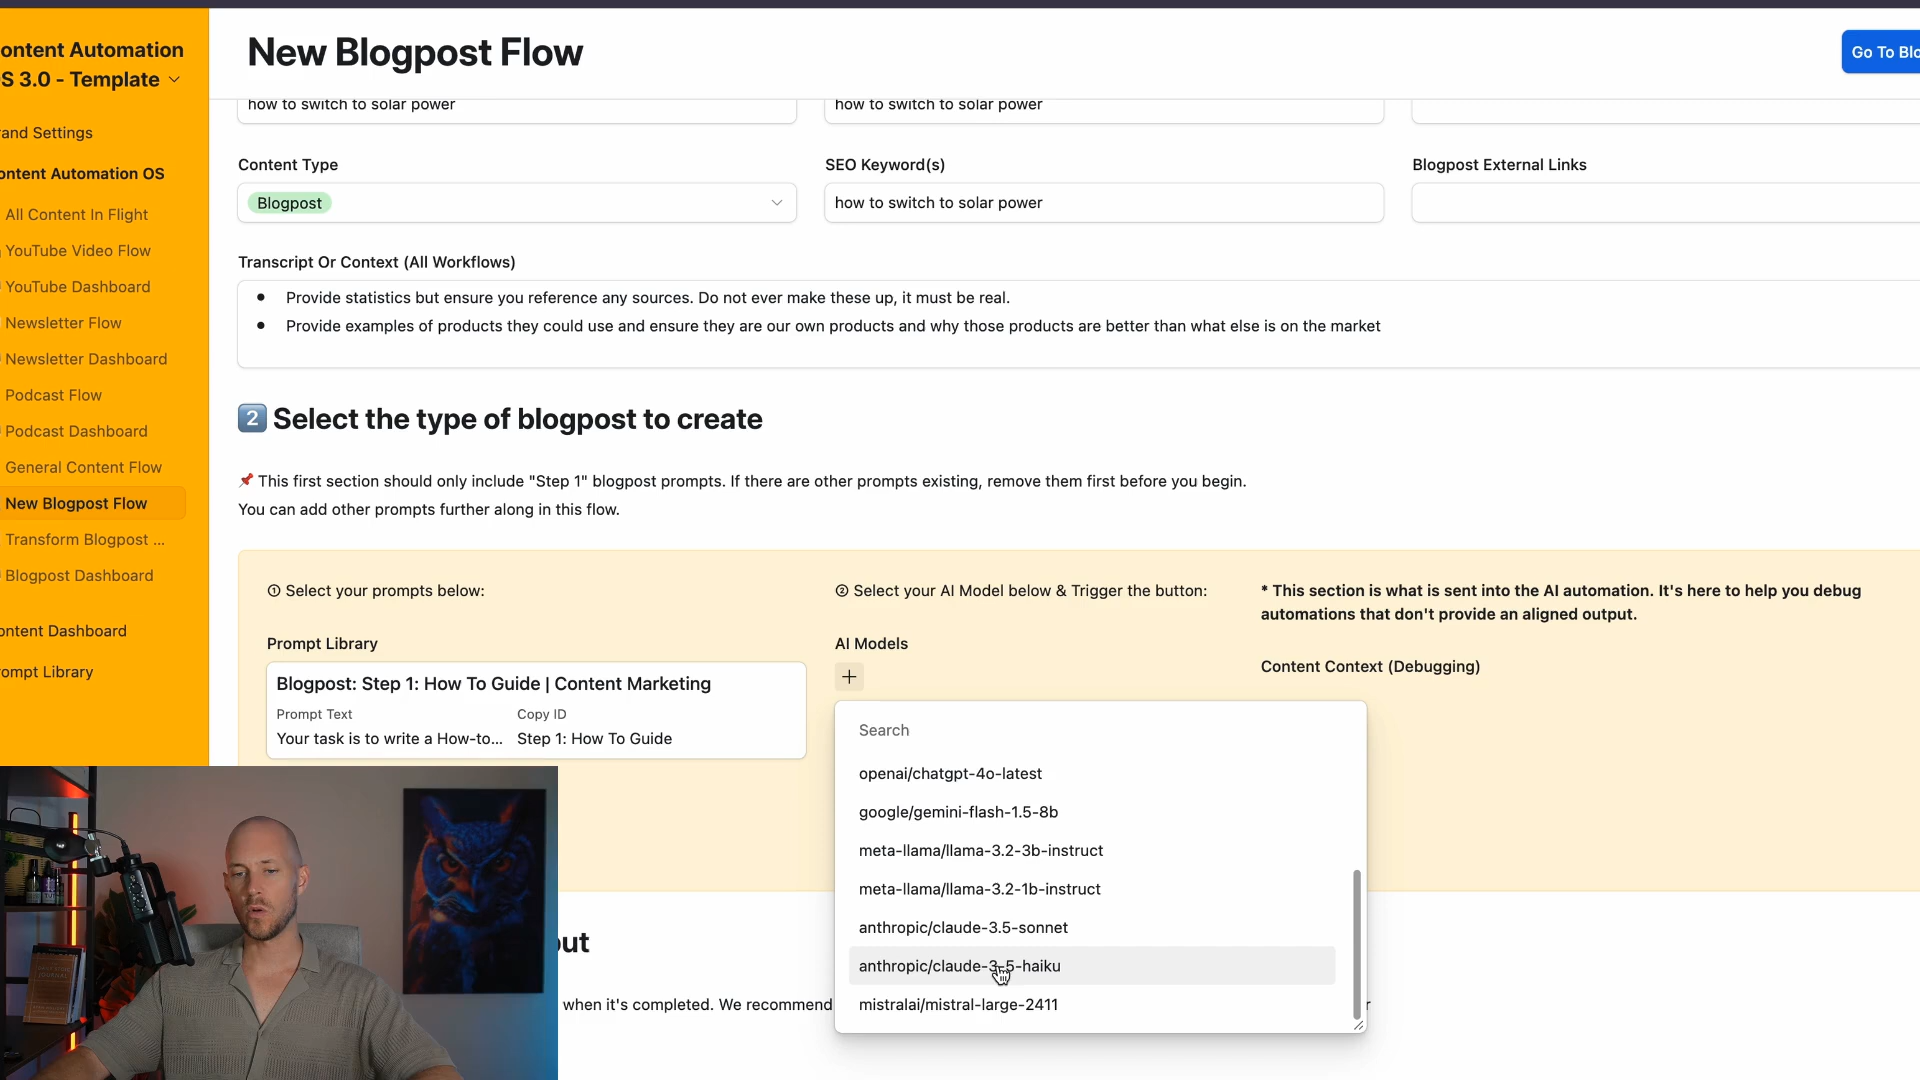 ontent Automation
S 3.0 - Template
and Settings
ontent Automation OS
All Content In Flight
YouTube Video Flow
YouTube Dashboard
Newsletter Flow
Newsletter Dashboard
Podcast Flow
Podcast Dashboard
General Content Flow
New Blogpost Flow
Transform Blogpost ...
Blogpost Dashboard
ontent Dashboard
ompt Library
New Blogpost Flow
Go To Blo
how to switch to solar power
how to switch to solar power
Content Type
SEO Keyword(s)
Blogpost External Links
Blogpost
how to switch to solar power
Transcript Or Context (All Workflows)
• Provide statistics but ensure you reference any sources. Do not ever make these up, it must be real.
• Provide examples of products they could use and ensure they are our own products and why those products are better than what else is on the market
2 Select the type of blogpost to create
📌 This first section should only include "Step 1" blogpost prompts. If there are other prompts existing, remove them first before you begin.
You can add other prompts further along in this flow.
① Select your prompts below:
Prompt Library
Blogpost: Step 1: How To Guide | Content Marketing
Prompt Text
Copy ID
Your task is to write a How-to...
Step 1: How To Guide
② Select your AI Model below & Trigger the button:
AI Models
+
Search
openai/chatgpt-4o-latest
google/gemini-flash-1.5-8b
meta-llama/llama-3.2-3b-instruct
meta-llama/llama-3.2-1b-instruct
anthropic/claude-3.5-sonnet
anthropic/claude-3-5-haiku
mistralai/mistral-large-2411
* This section is what is sent into the AI automation. It's here to help you debug
automations that don't provide an aligned output.
Content Context (Debugging)
out
when it's completed. We recommend